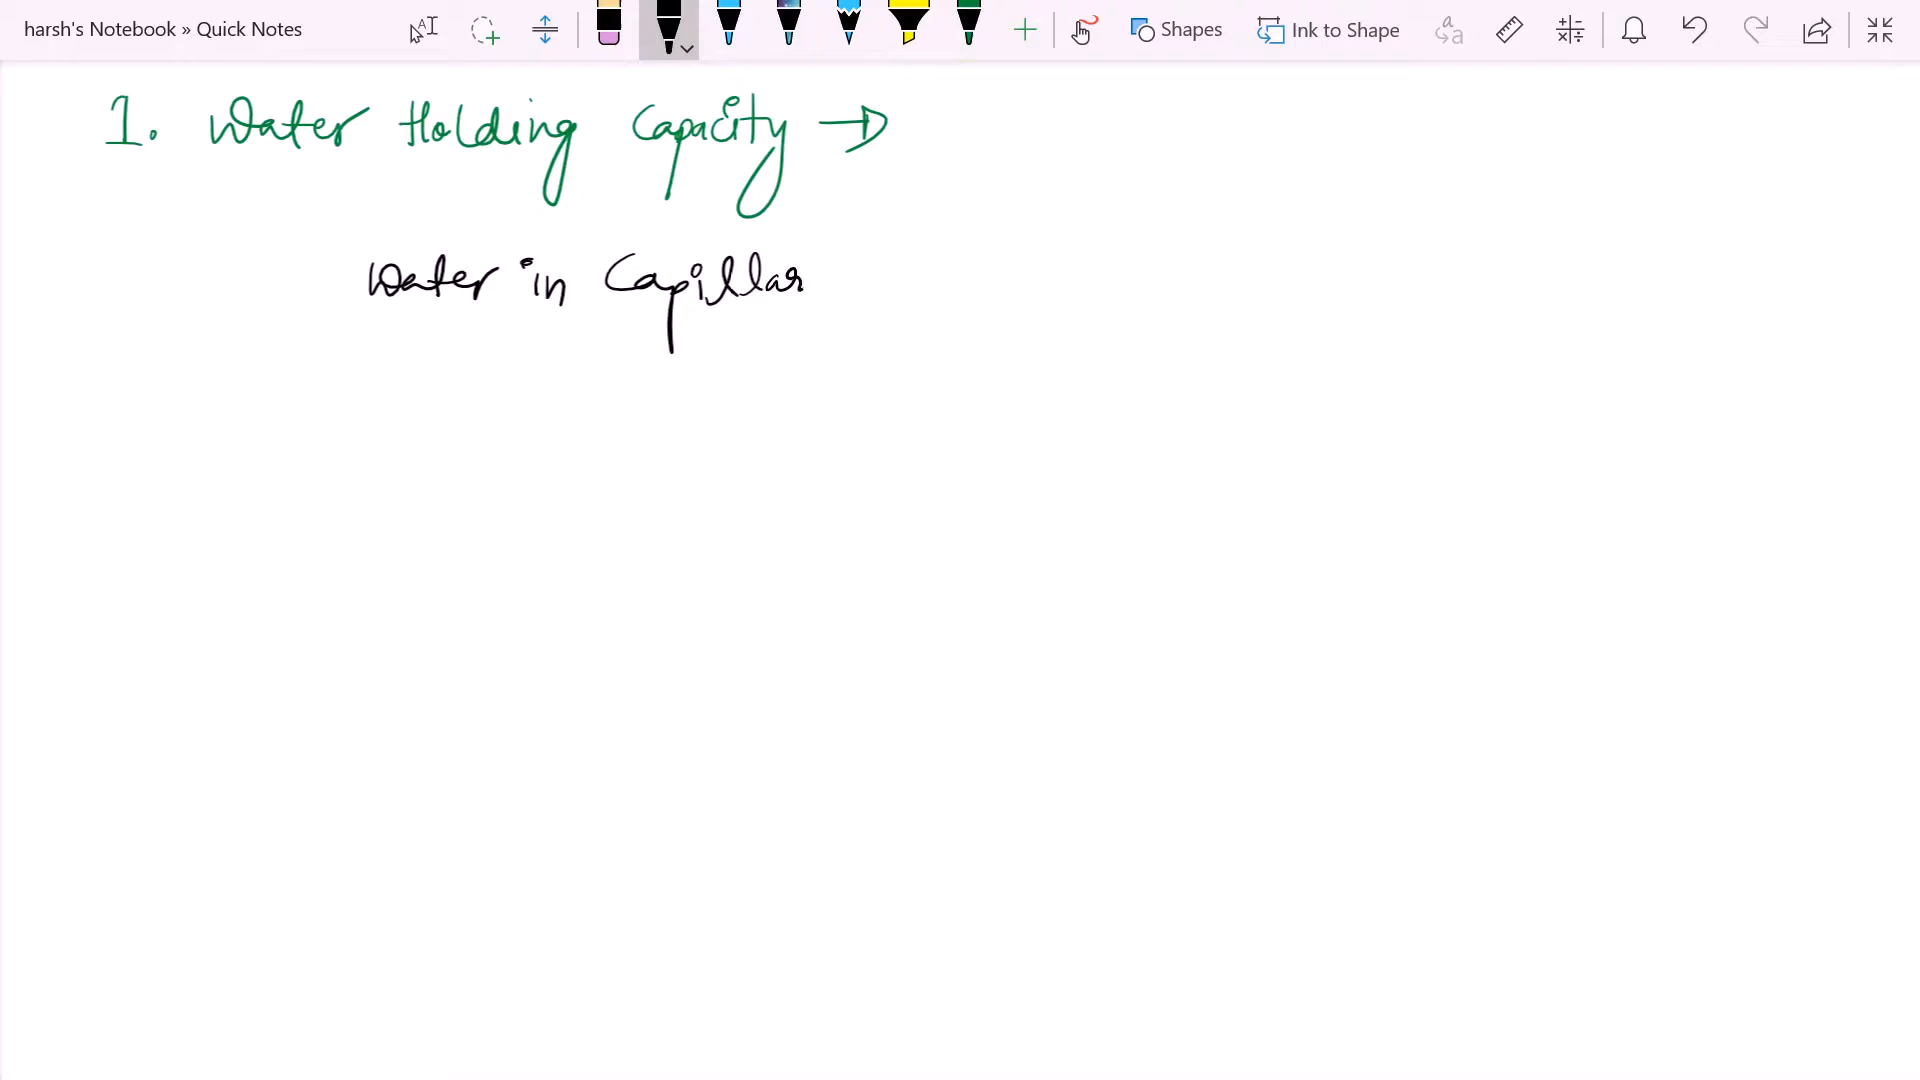 harsh's Notebook » Quick Notes
Shapes
Ink to Shape
1. Water Holding Capacity →
Water in Capillar